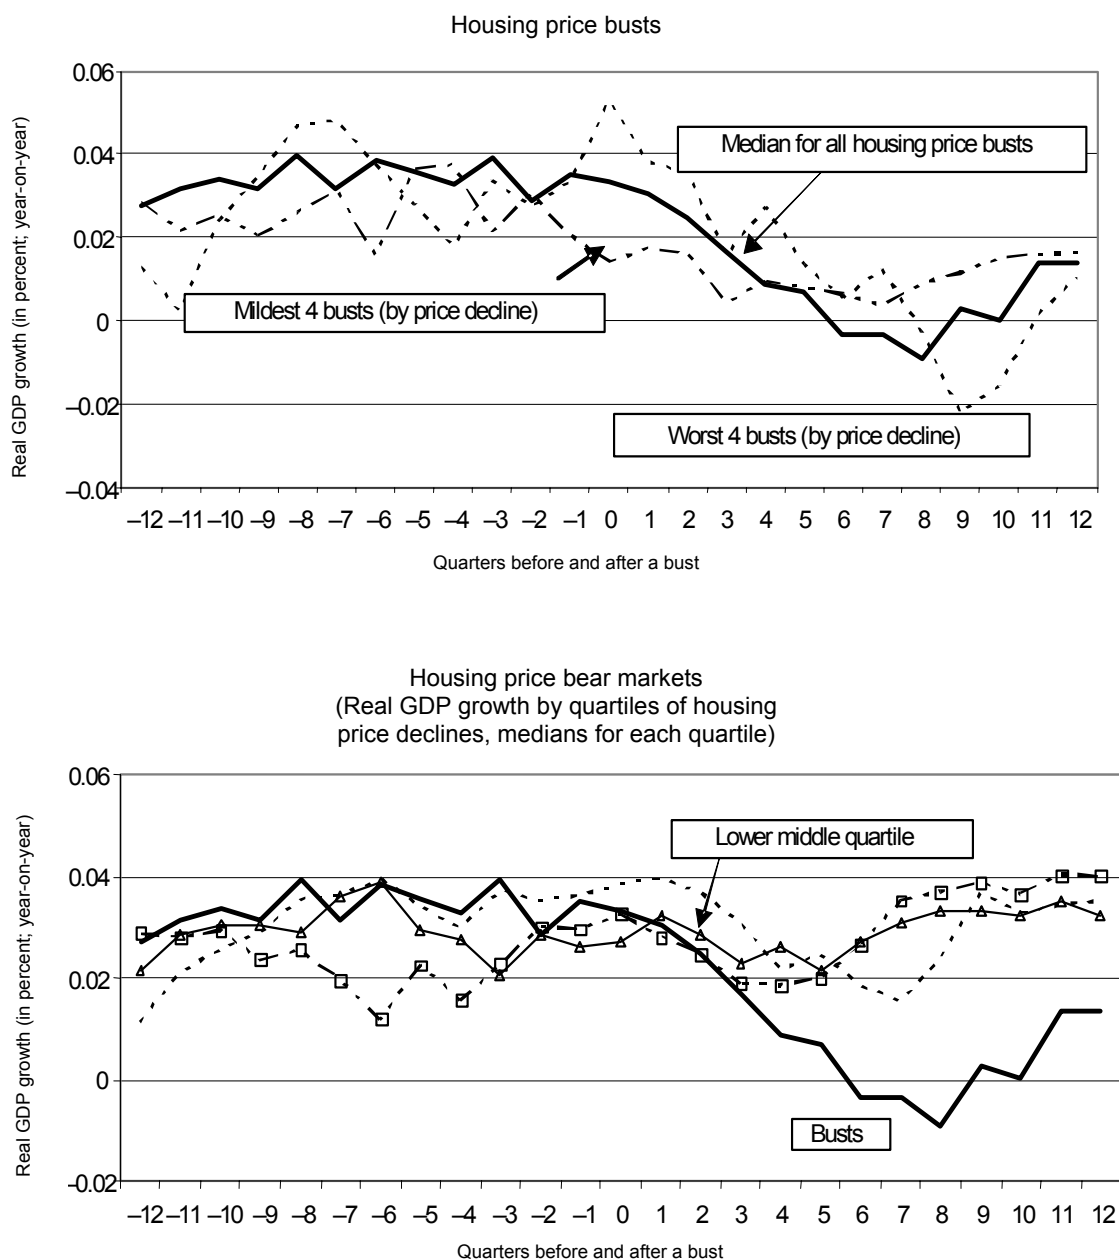 Housing price busts
0.06
0.04
0.02
0
–0.02
–0.04
Real GDP growth (in percent; year-on-year)
Median for all housing price busts
Mildest 4 busts (by price decline)
Worst 4 busts (by price decline)
–12 –11 –10 –9 –8 –7 –6 –5 –4 –3 –2 –1 0 1 2 3 4 5 6 7 8 9 10 11 12
Quarters before and after a bust
Housing price bear markets
(Real GDP growth by quartiles of housing
price declines, medians for each quartile)
0.06
0.04
0.02
0
–0.02
Real GDP growth (in percent; year-on-year)
Lower middle quartile
Busts
–12 –11 –10 –9 –8 –7 –6 –5 –4 –3 –2 –1 0 1 2 3 4 5 6 7 8 9 10 11 12
Quarters before and after a bust